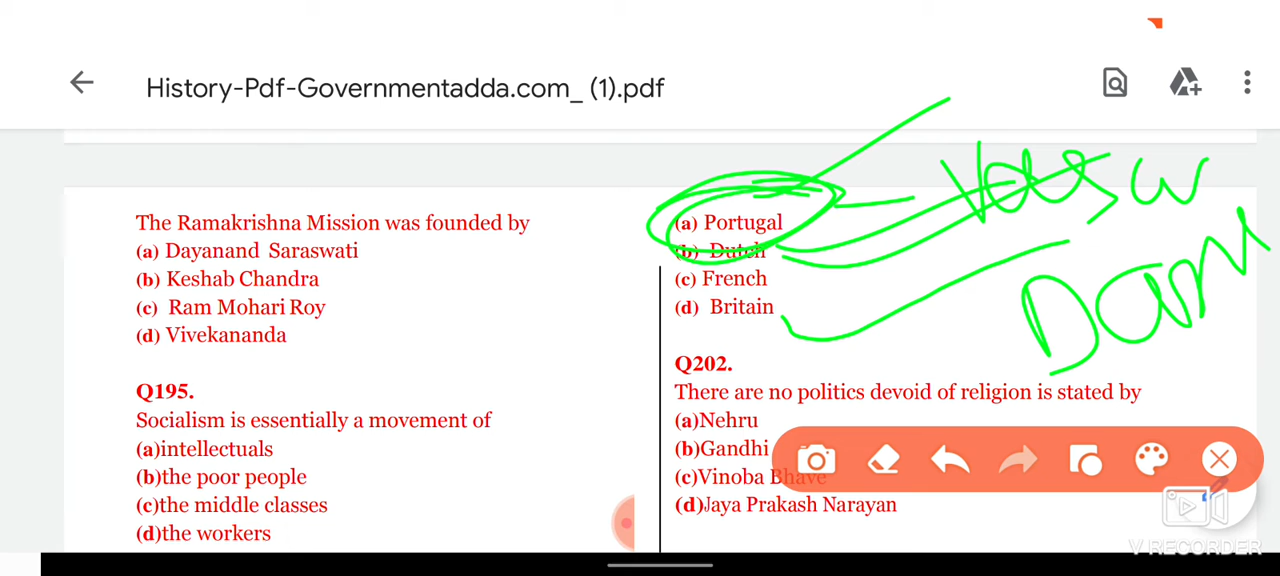 History-Pdf-Governmentadda.com_ (1).pdf
The Ramakrishna Mission was founded by
(a) Dayanand Saraswati
(b) Keshab Chandra
(c) Ram Mohari Roy
(d) Vivekananda
Q195.
Socialism is essentially a movement of
(a)intellectuals
(b)the poor people
(c)the middle classes
(d)the workers
(a) Portugal
(b) Dutch
(c) French
(d) Britain
Q202.
There are no politics devoid of religion is stated by
(a)Nehru
(b)Gandhi
(c)Vinoba Bhave
(d)Jaya Prakash Narayan
V RECORDER